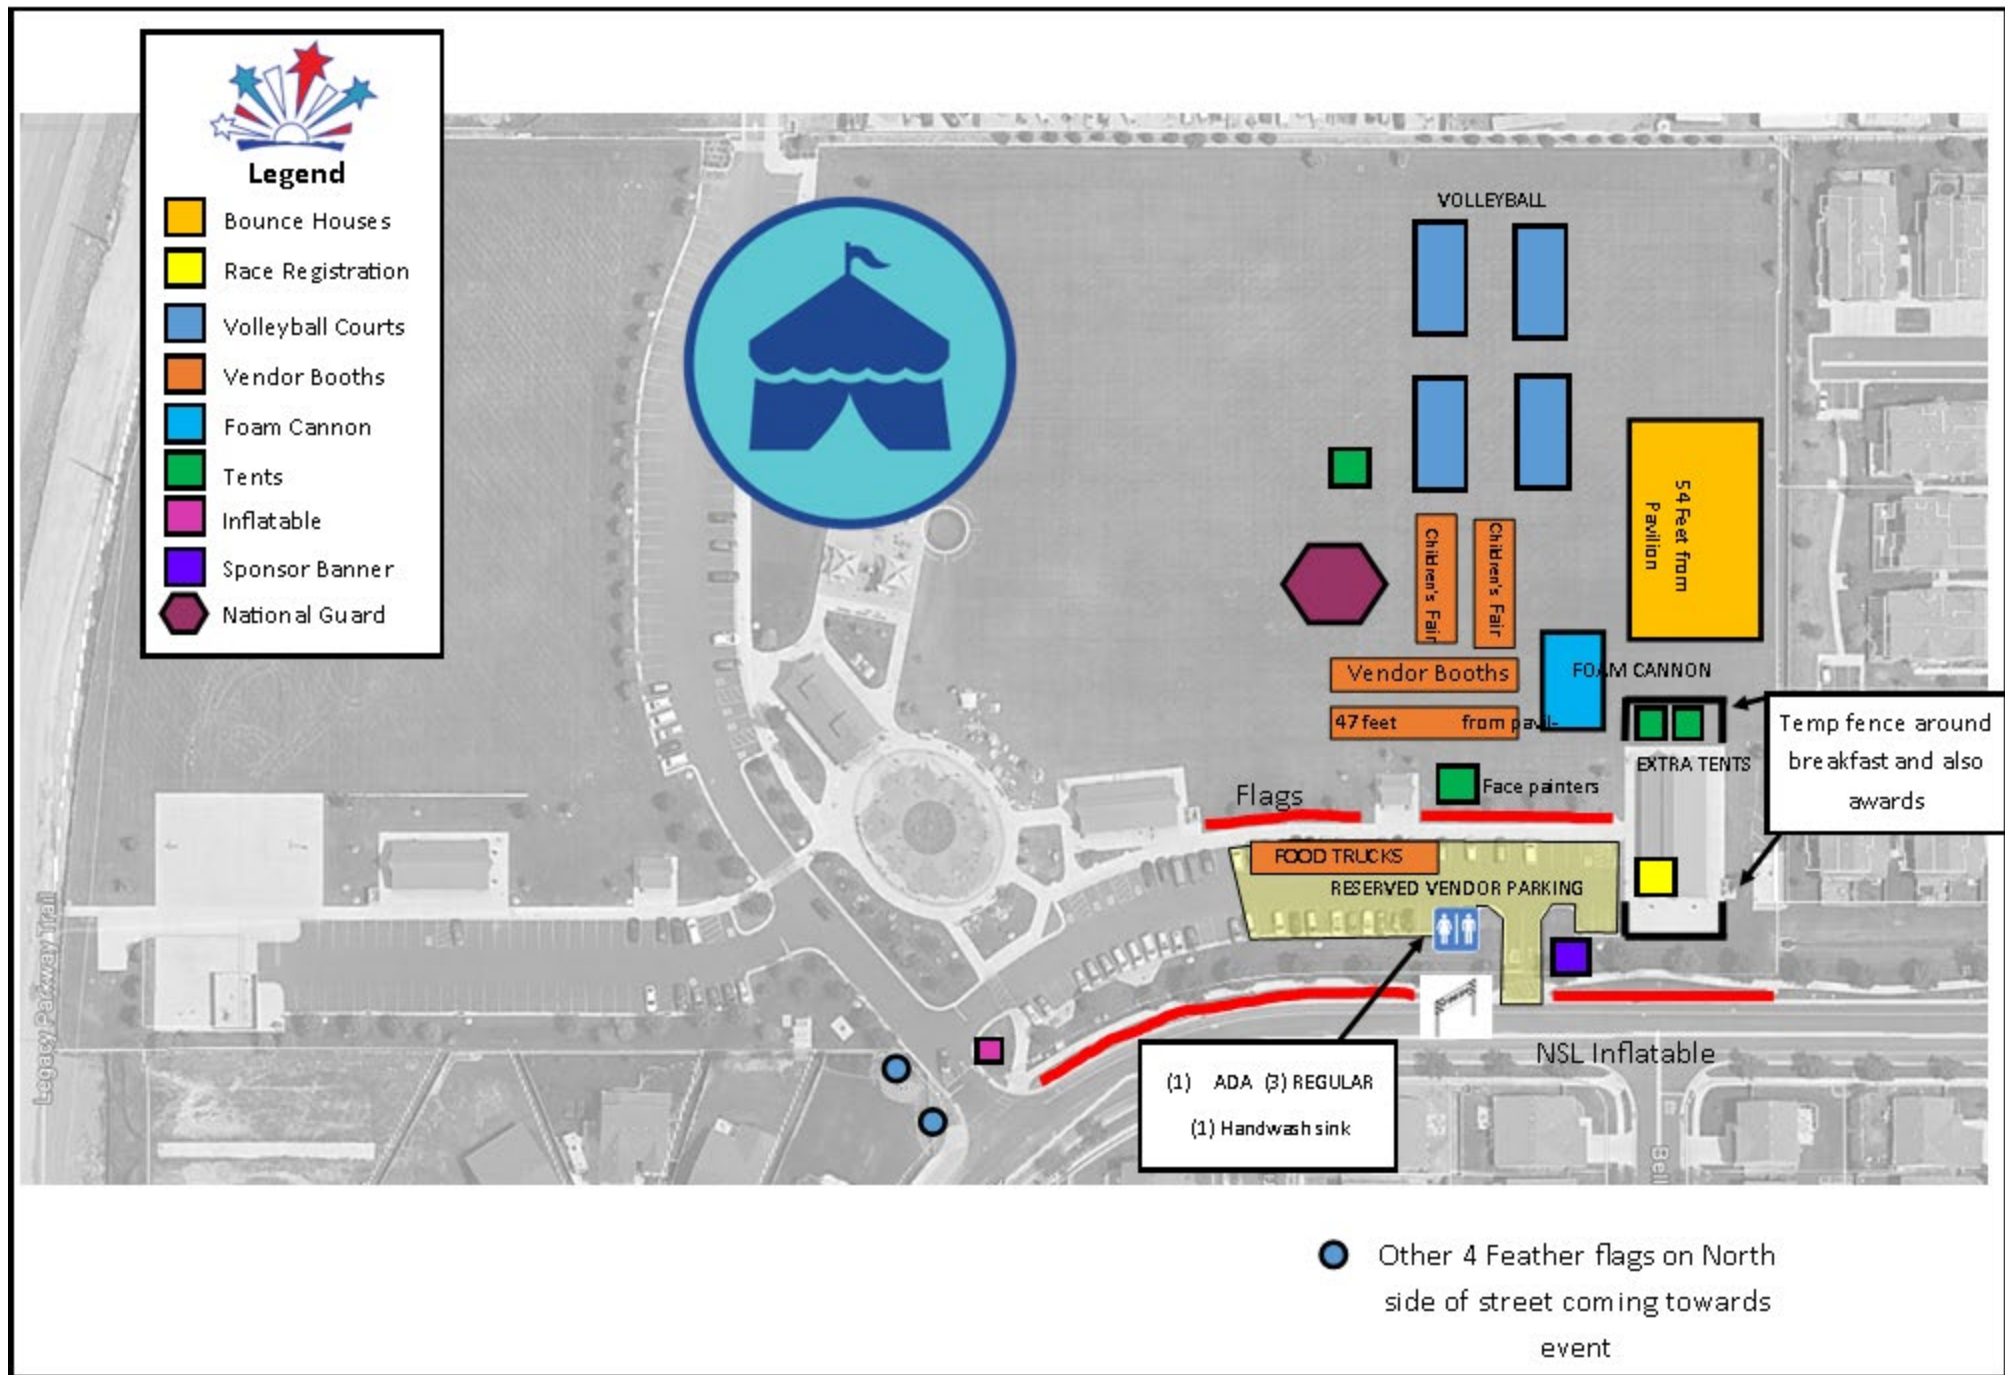 Legend
Bounce Houses
Race Registration
Volleyball Courts
Vendor Booths
Foam Cannon
Tents
Inflatable
Sponsor Banner
National Guard
VOLLEYBALL
54 Feet from
Pavilion
Children's Fair
Children's Fair
Vendor Booths
47 feet from pavil-
FOAM CANNON
EXTRA TENTS
Temp fence around
breakfast and also
awards
Face painters
Flags
FOOD TRUCKS
RESERVED VENDOR PARKING
NSL Inflatable
(1) ADA (3) REGULAR
(1) Handwash sink
Legacy Parkway Trail
Bell
Other 4 Feather flags on North
side of street coming towards
event